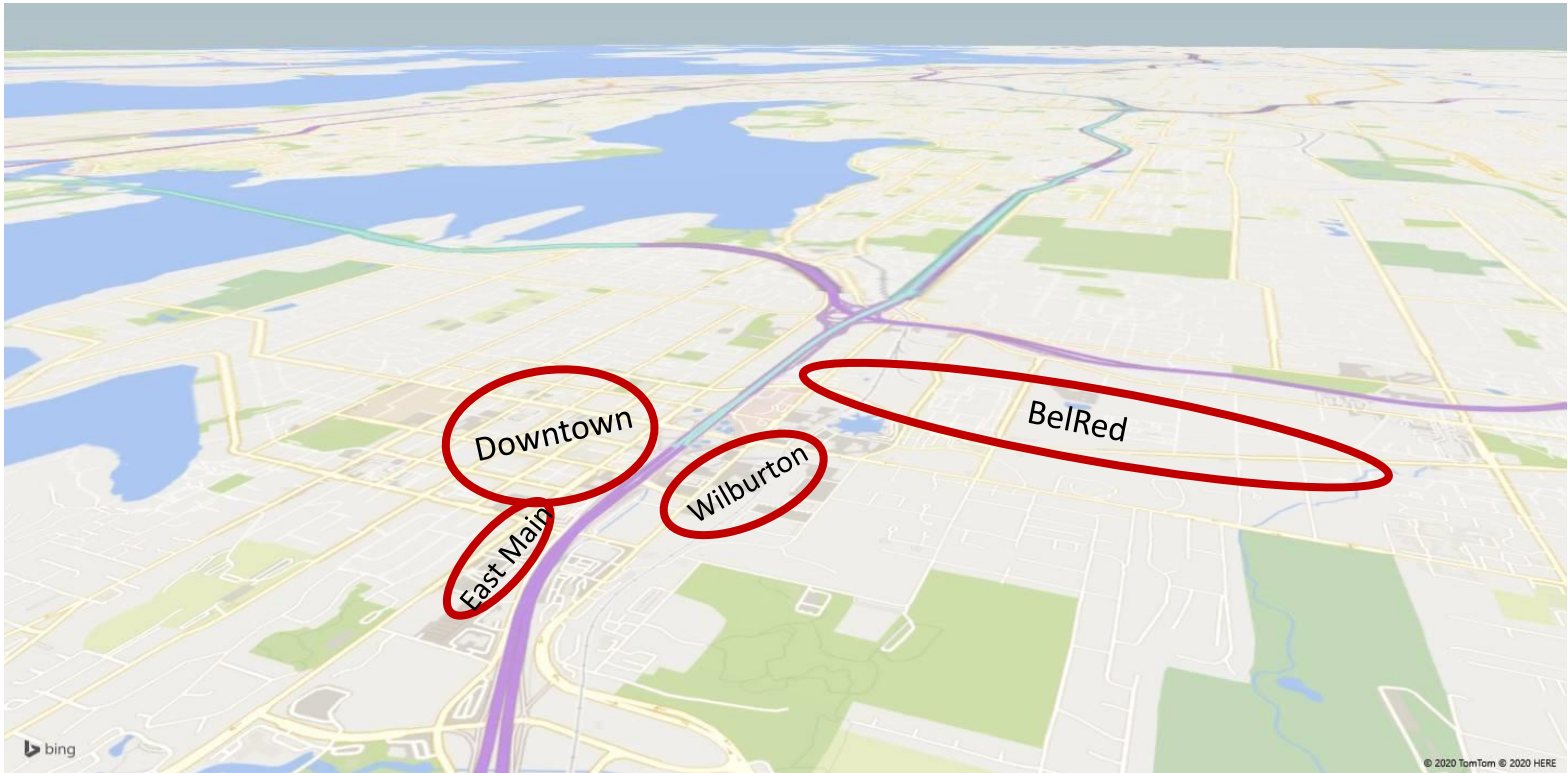 Downtown
BelRed
Wilburton
East Main
bing
© 2020 TomTom © 2020 HERE